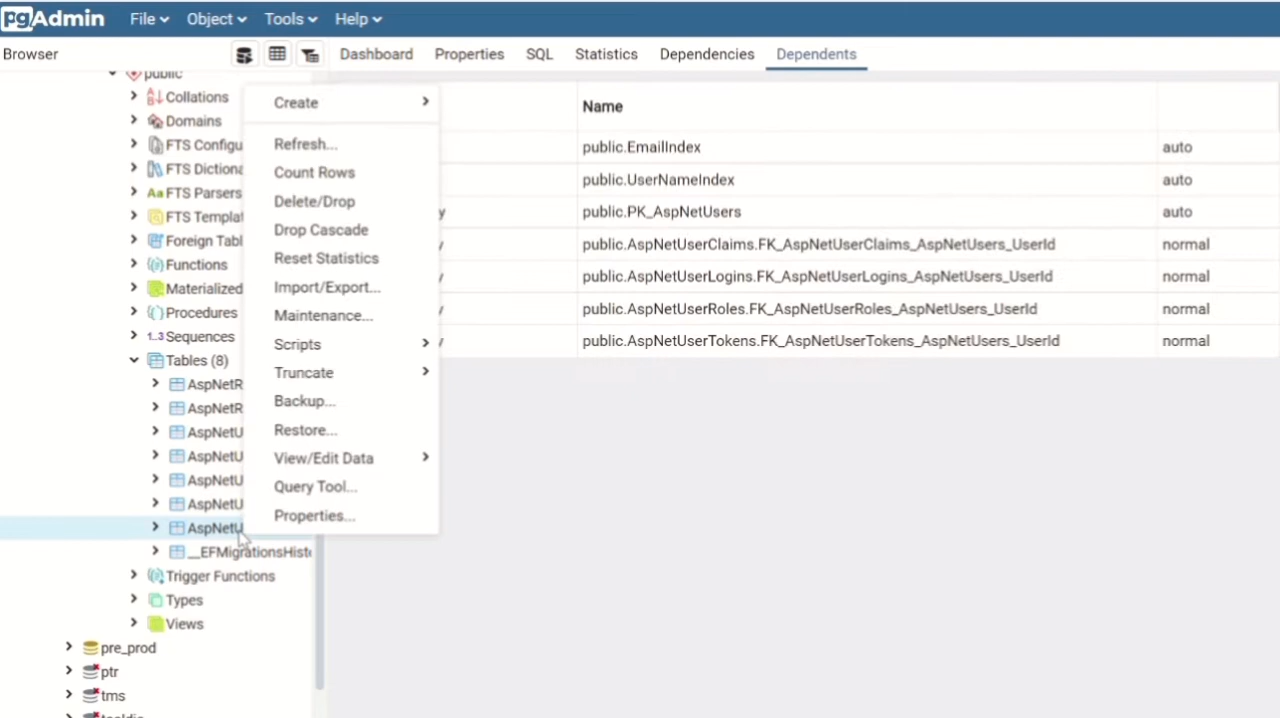 pgAdmin File Object Tools Help
Browser Dashboard Properties SQL Statistics Dependencies Dependents
public
Collations
Domains
FTS Configu
FTS Dictiona
Aa FTS Parsers
FTS Templat
Foreign Tabl
Functions
Materialized
Procedures
1..3 Sequences
Tables (8)
AspNetR
AspNetR
AspNetU
AspNetU
AspNetU
AspNetU
AspNetU
__EFMigrationsHisto
Trigger Functions
Types
Views
pre_prod
ptr
tms
Create
Refresh...
Count Rows
Delete/Drop
Drop Cascade
Reset Statistics
Import/Export...
Maintenance...
Scripts
Truncate
Backup...
Restore...
View/Edit Data
Query Tool...
Properties...
Name
public.EmailIndex auto
public.UserNameIndex auto
y public.PK_AspNetUsers auto
public.AspNetUserClaims.FK_AspNetUserClaims_AspNetUsers_UserId normal
public.AspNetUserLogins.FK_AspNetUserLogins_AspNetUsers_UserId normal
public.AspNetUserRoles.FK_AspNetUserRoles_AspNetUsers_UserId normal
public.AspNetUserTokens.FK_AspNetUserTokens_AspNetUsers_UserId normal